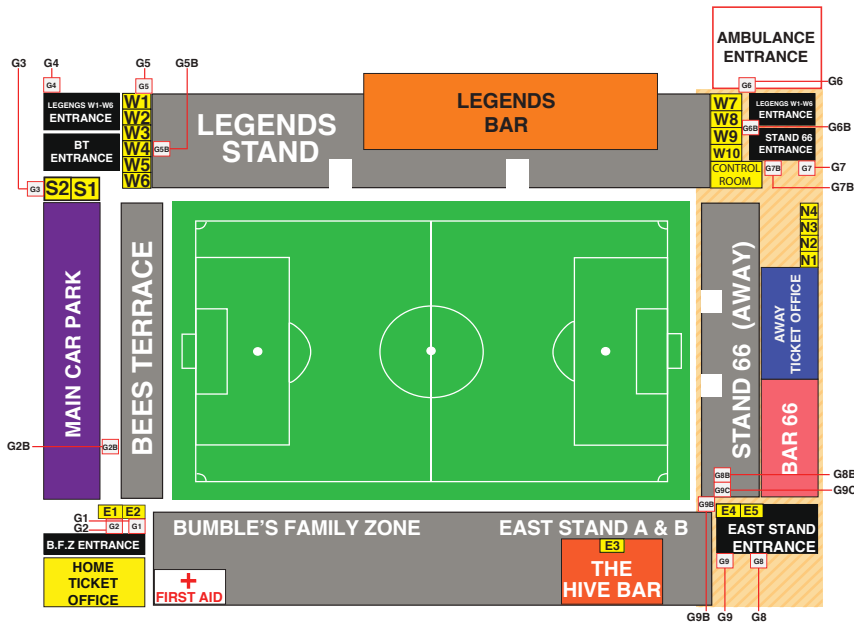 AMBULANCE
ENTRANCE
G3
G4
G5
G5B
G6
G6B
G7
G7B
G4
G5
G6
LEGENGS W1-W6
ENTRANCE
BT
ENTRANCE
W1
W2
W3
W4
W5
W6
G5B
LEGENDS
STAND
LEGENDS
BAR
W7
W8
W9
W10
CONTROL
ROOM
G6B
LEGENGS W1-W6
ENTRANCE
STAND 66
ENTRANCE
G7B
G7
G3
S2
S1
MAIN CAR PARK
BEES TERRACE
STAND 66 (AWAY)
N4
N3
N2
N1
AWAY
TICKET OFFICE
BAR 66
G2B
G2B
G8B
G8B
G9C
G9C
G9B
G1
G2
E1
E2
G2
G1
B.F.Z ENTRANCE
HOME
TICKET
OFFICE
BUMBLE'S FAMILY ZONE
EAST STAND A & B
E3
THE
HIVE BAR
+
FIRST AID
E4
E5
EAST STAND
ENTRANCE
G9
G8
G9B
G9
G8